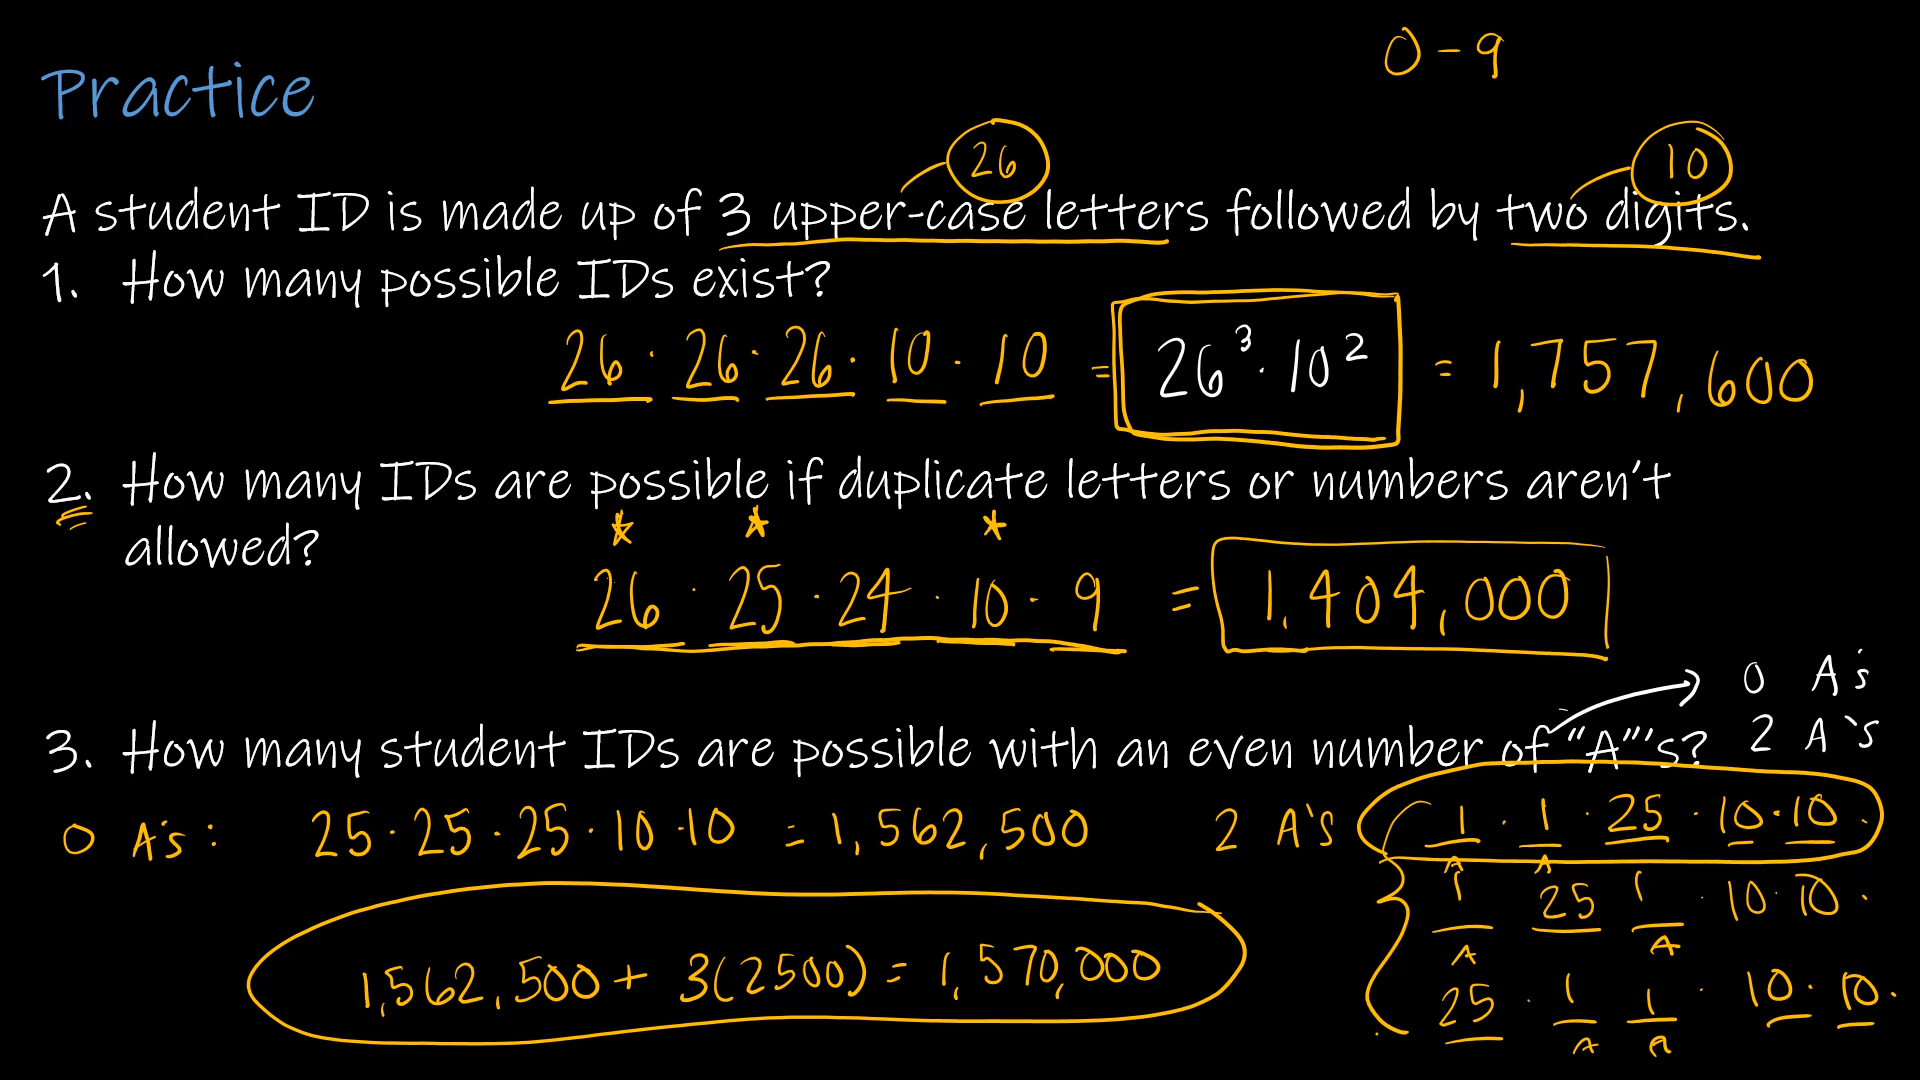 0 - 9
Practice
26
10
A student ID is made up of 3 upper-case letters followed by two digits.
1. How many possible IDs exist?
26 · 26 · 26 · 10 · 10 = 26³ · 10² = 1,757,600
2. How many IDs are possible if duplicate letters or numbers aren't
allowed?
* * *
26 · 25 · 24 · 10 · 9 = 1,404,000
0 A's
3. How many student IDs are possible with an even number of "A"'s?
2 A's
0 A's: 25 · 25 · 25 · 10 · 10 = 1,562,500
2 A's 1 · 1 · 25 · 10 · 10 ·
A A
1 25 1 · 10 · 10 ·
A A
1,562,500 + 3(2500) = 1,570,000
25 · 1 1 · 10 · 10 ·
A A